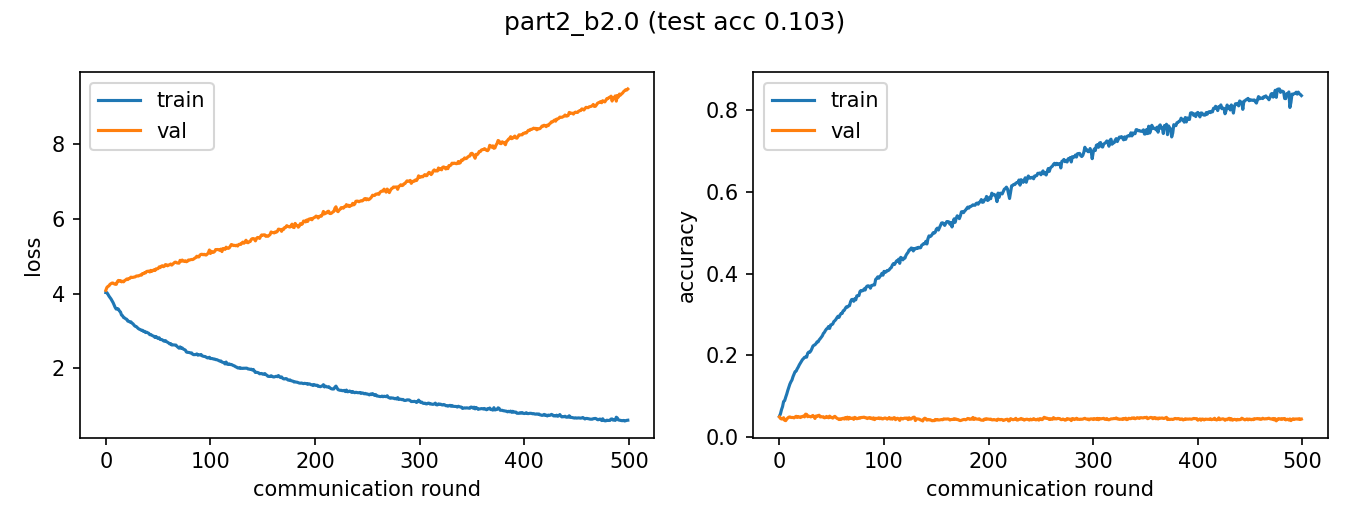 part2_b2.0 (test acc 0.103)
train
val
loss
8
6
4
2
0
100
200
300
400
500
communication round
train
val
accuracy
0.8
0.6
0.4
0.2
0.0
0
100
200
300
400
500
communication round